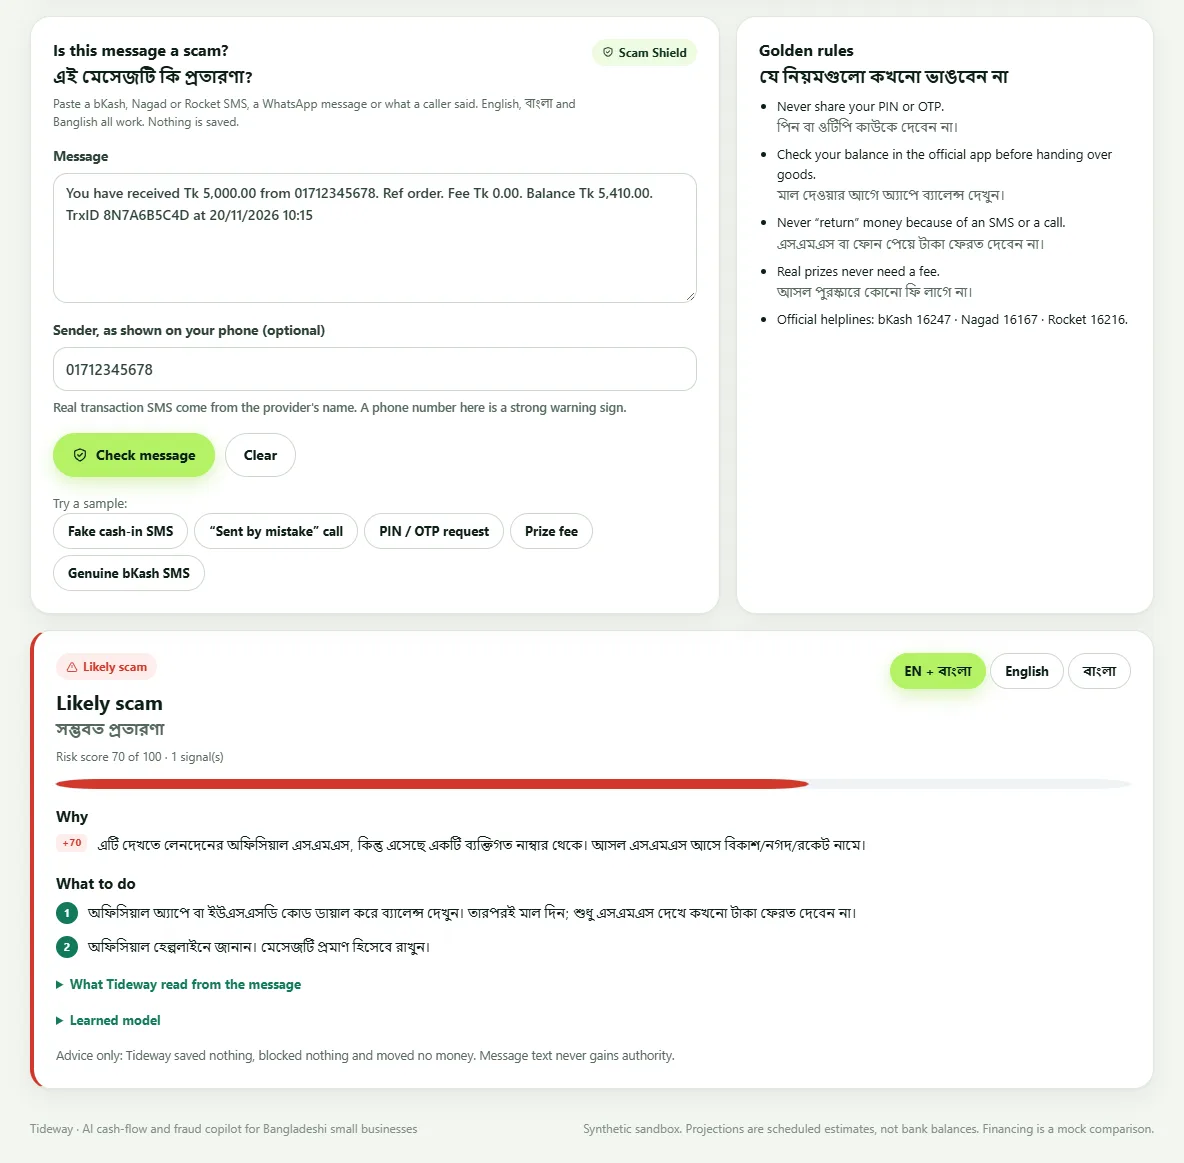 Is this message a scam?
এই মেসেজটি কি প্রতারণা?
Scam Shield
Paste a bKash, Nagad or Rocket SMS, a WhatsApp message or what a caller said. English, বাংলা and
Banglish all work. Nothing is saved.
Message
You have received Tk 5,000.00 from 01712345678. Ref order. Fee Tk 0.00. Balance Tk 5,410.00.
TrxID 8N7A6B5C4D at 20/11/2026 10:15
Sender, as shown on your phone (optional)
01712345678
Real transaction SMS come from the provider's name. A phone number here is a strong warning sign.
Check message
Clear
Try a sample:
Fake cash-in SMS
“Sent by mistake” call
PIN / OTP request
Prize fee
Genuine bKash SMS
Golden rules
যে নিয়মগুলো কখনো ভাঙবেন না
• Never share your PIN or OTP.
পিন বা ওটিপি কাউকে দেবেন না।
• Check your balance in the official app before handing over
goods.
মাল দেওয়ার আগে অ্যাপে ব্যালেন্স দেখুন।
• Never “return” money because of an SMS or a call.
এসএমএস বা ফোন পেয়ে টাকা ফেরত দেবেন না।
• Real prizes never need a fee.
আসল পুরস্কারে কোনো ফি লাগে না।
• Official helplines: bKash 16247 · Nagad 16167 · Rocket 16216.
Likely scam
EN + বাংলা
English
বাংলা
Likely scam
সম্ভবত প্রতারণা
Risk score 70 of 100 · 1 signal(s)
Why
+70 এটি দেখতে লেনদেনের অফিসিয়াল এসএমএস, কিন্তু এসেছে একটি ব্যক্তিগত নাম্বার থেকে। আসল এসএমএস আসে বিকাশ/নগদ/রকেট নামে।
What to do
1 অফিসিয়াল অ্যাপে বা ইউএসএসডি কোড ডায়াল করে ব্যালেন্স দেখুন। তারপরই মাল দিন; শুধু এসএমএস দেখে কখনো টাকা ফেরত দেবেন না।
2 অফিসিয়াল হেল্পলাইনে জানান। মেসেজটি প্রমাণ হিসেবে রাখুন।
What Tideway read from the message
Learned model
Advice only: Tideway saved nothing, blocked nothing and moved no money. Message text never gains authority.
Tideway · AI cash-flow and fraud copilot for Bangladeshi small businesses
Synthetic sandbox. Projections are scheduled estimates, not bank balances. Financing is a mock comparison.